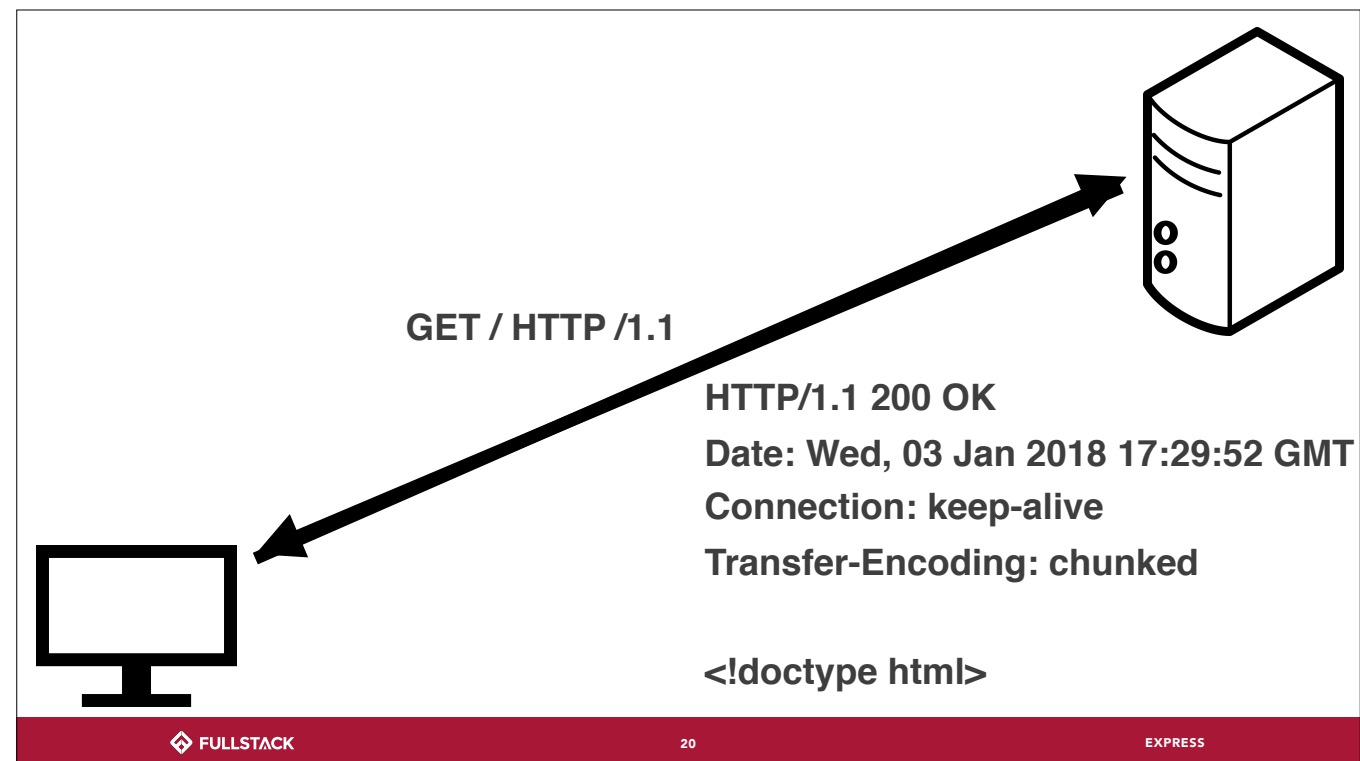 GET / HTTP /1.1
HTTP/1.1 200 OK
Date: Wed, 03 Jan 2018 17:29:52 GMT
Connection: keep-alive
Transfer-Encoding: chunked
<!doctype html>
FULLSTACK
20
EXPRESS